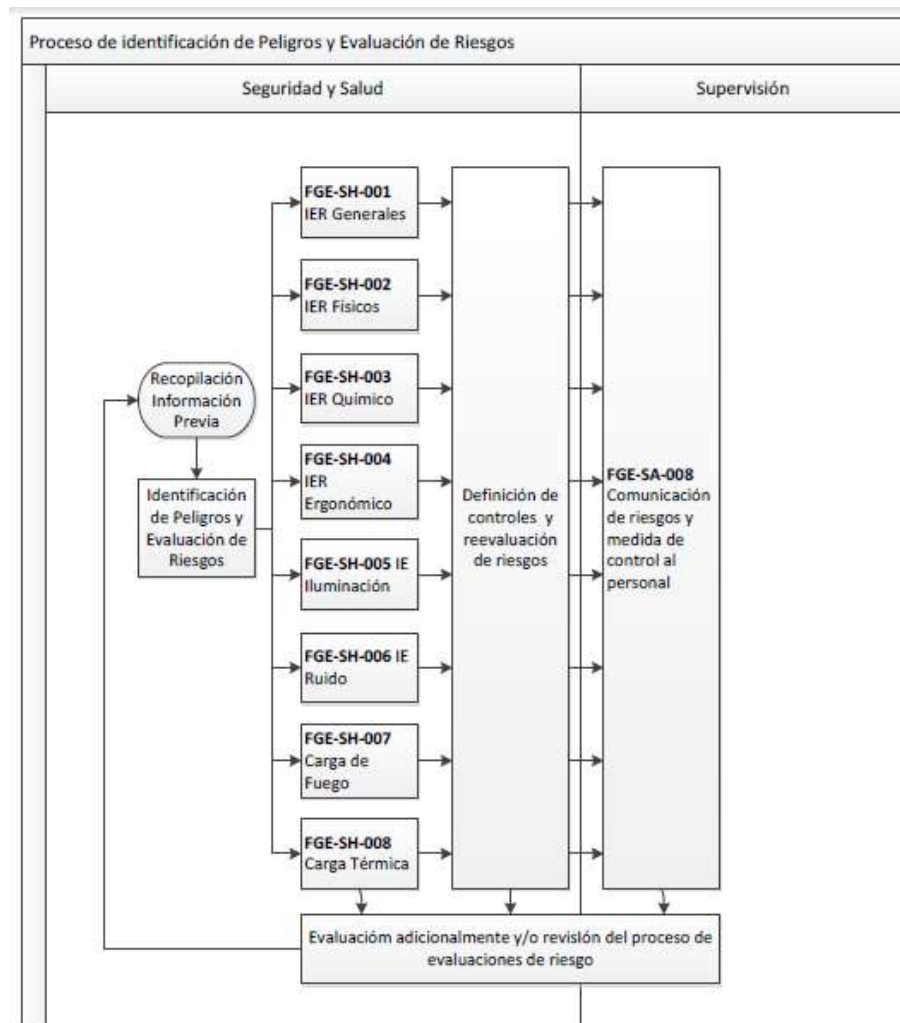 Proceso de identificación de Peligros y Evaluación de Riesgos
Seguridad y Salud
Supervisión
FGE-SH-001
IER Generales
FGE-SH-002
IER Fisicos
FGE-SH-003
IER Químico
Recopilación
Información
Previa
FGE-SH-004
IER
Ergonómico
Identificación
de Peligros y
Evaluación de
Riesgos
Definición de
controles y
reevaluación
de riesgos
FGE-SA-008
Comunicación
de riesgos y
medida de
control al
personal
FGE-SH-005 IE
Iluminación
FGE-SH-006 IE
Ruido
FGE-SH-007
Carga de
Fuego
FGE-SH-008
Carga Térmica
Evaluacióm adicionalmente y/o revisión del proceso de
evaluaciones de riesgo